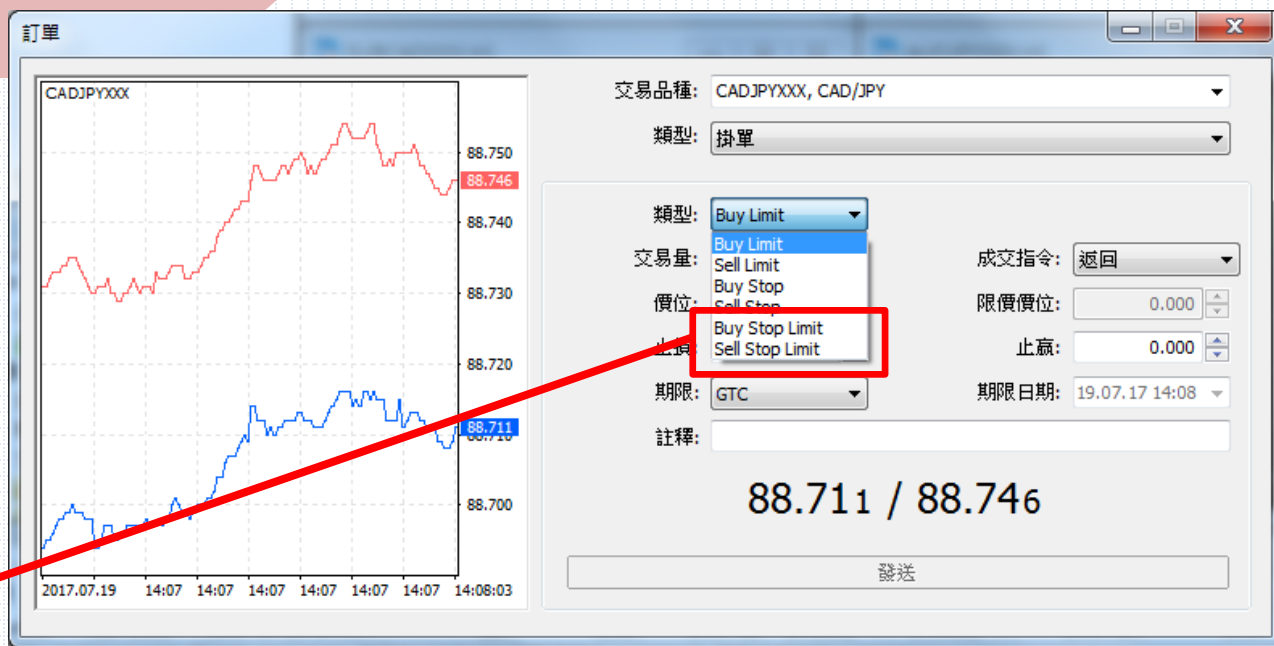 訂單
CADJPYXXX
88.750
88.746
88.740
88.730
88.720
88.711
88.700
2017.07.19 14:07 14:07 14:07 14:07 14:07 14:07 14:08:03
交易品種: CADJPYXXX, CAD/JPY
類型: 掛單
類型: Buy Limit
Buy Limit
Sell Limit
Buy Stop
Sell Stop
Buy Stop Limit
Sell Stop Limit
交易量:
成交指令: 返回
價位:
限價價位: 0.000
止損:
止贏: 0.000
期限: GTC
期限日期: 19.07.17 14:08
註釋:
88.711 / 88.746
發送